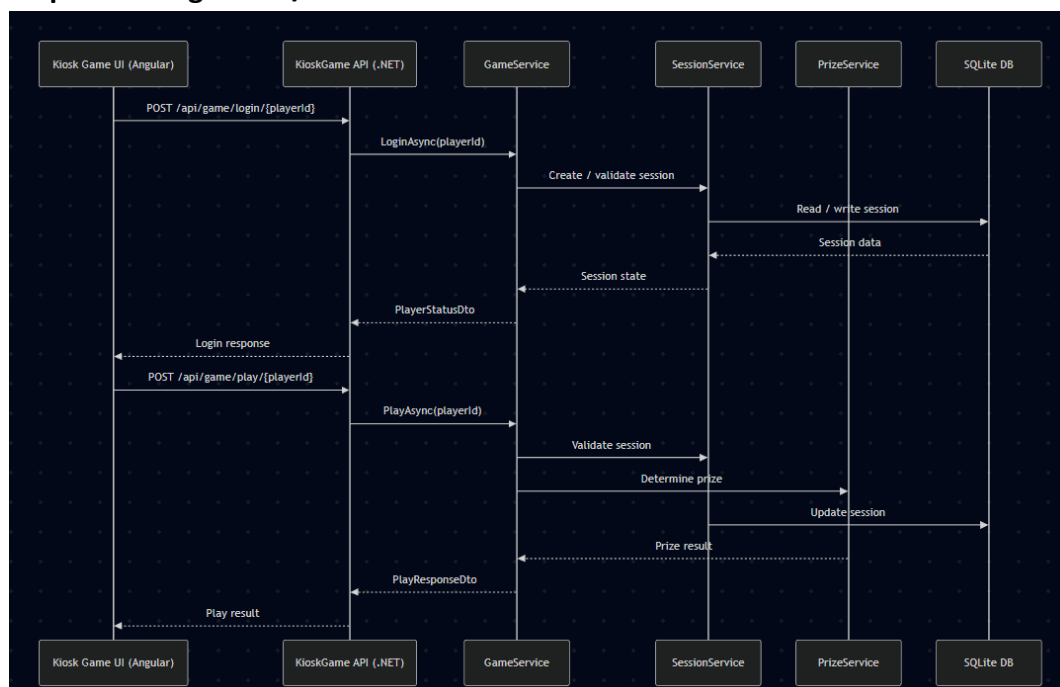 Kiosk Game UI (Angular)
KioskGame API (.NET)
GameService
SessionService
PrizeService
SQLite DB
POST /api/game/login/{playerId}
LoginAsync(playerId)
Create / validate session
Read / write session
Session data
Session state
PlayerStatusDto
Login response
POST /api/game/play/{playerId}
PlayAsync(playerId)
Validate session
Determine prize
Update session
Prize result
PlayResponseDto
Play result
Kiosk Game UI (Angular)
KioskGame API (.NET)
GameService
SessionService
PrizeService
SQLite DB